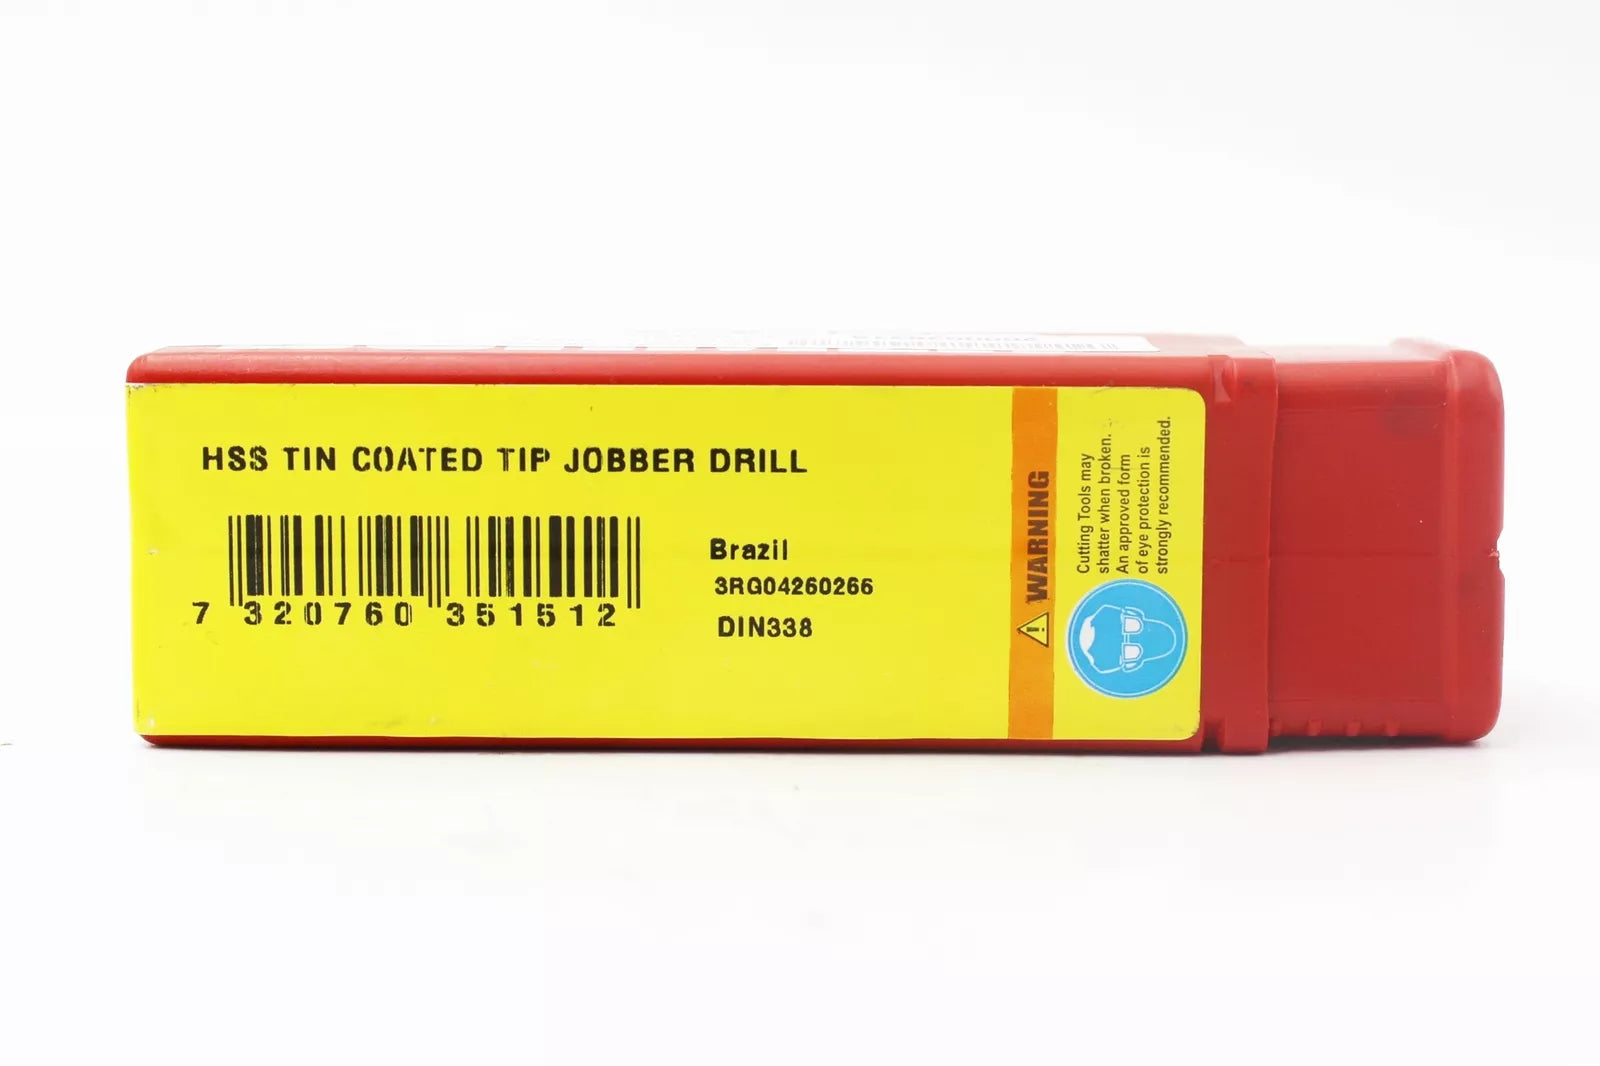 HSS TIN COATED TIP JOBBER DRILL
7 320760 351512
Brazil
3RG04260266
DIN338
WARNING
Cutting Tools may
shatter when broken.
An approved form
of eye protection is
strongly recommended.